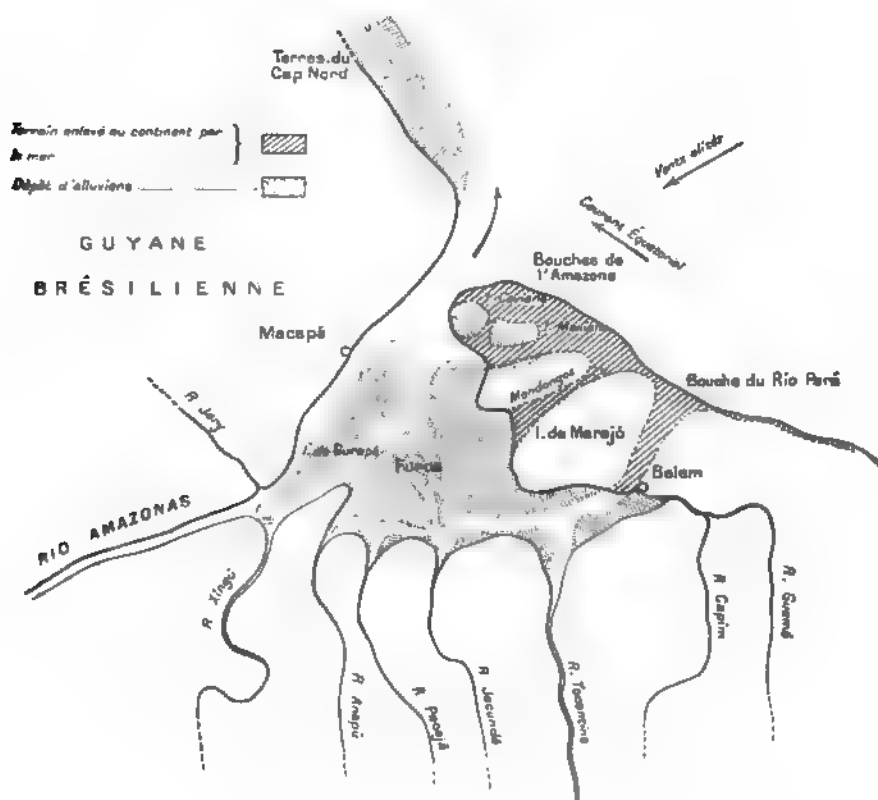 Terres du
Cap Nord
Terrain enlevé au continent par
la mer
Dépôt d'alluvions
Vents alizés
Courant Équatorial
GUYANE
BRÉSILIENNE
Bouches de
l'Amazone
Macapá
Mondongos
Bouche du Rio Pará
R. Jary
I. de Marajó
I. de Gurupá
Furos
Belem
RIO AMAZONAS
R. Xingú
R. Anapú
R. Pacajá
R. Jacundá
R. Tocantins
R. Capim
R. Guamá